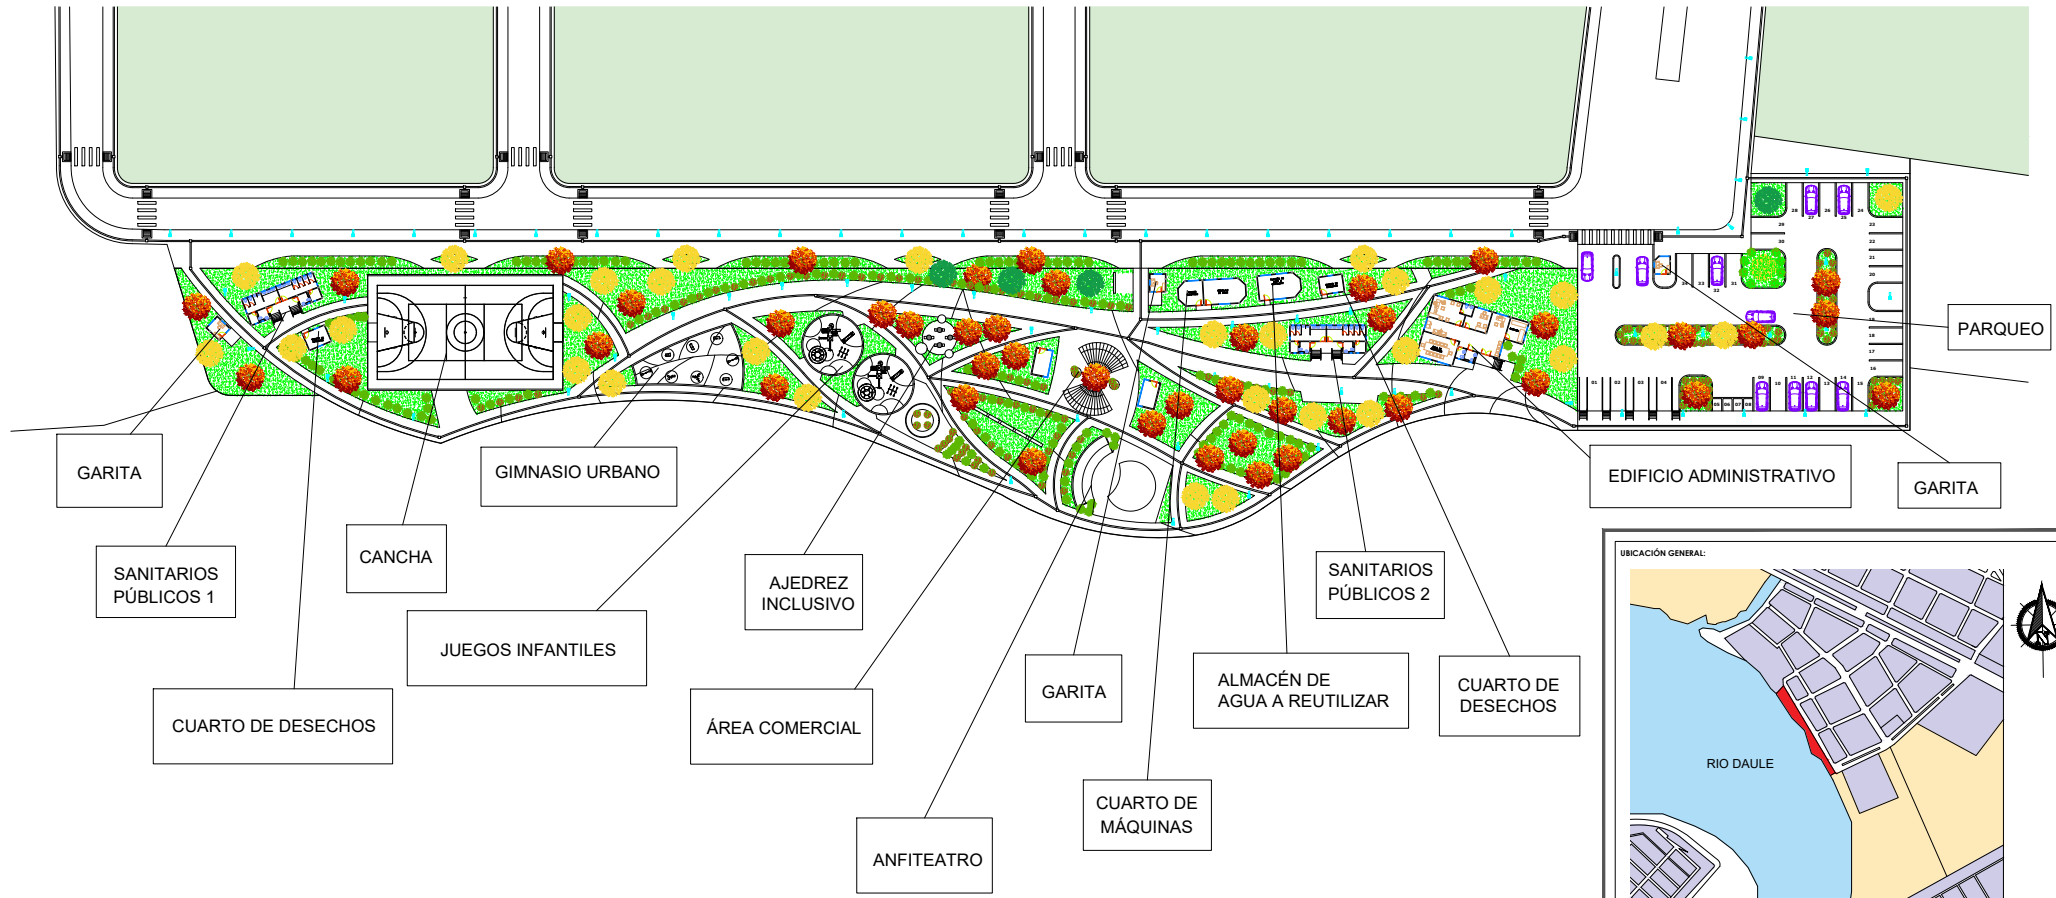 PARQUEO
GARITA
GIMNASIO URBANO
EDIFICIO ADMINISTRATIVO
GARITA
CANCHA
SANITARIOS
PÚBLICOS 1
AJEDREZ
INCLUSIVO
SANITARIOS
PÚBLICOS 2
UBICACIÓN GENERAL:
JUEGOS INFANTILES
GARITA
ALMACÉN DE
AGUA A REUTILIZAR
CUARTO DE
DESECHOS
CUARTO DE DESECHOS
ÁREA COMERCIAL
RIO DAULE
CUARTO DE
MÁQUINAS
ANFITEATRO